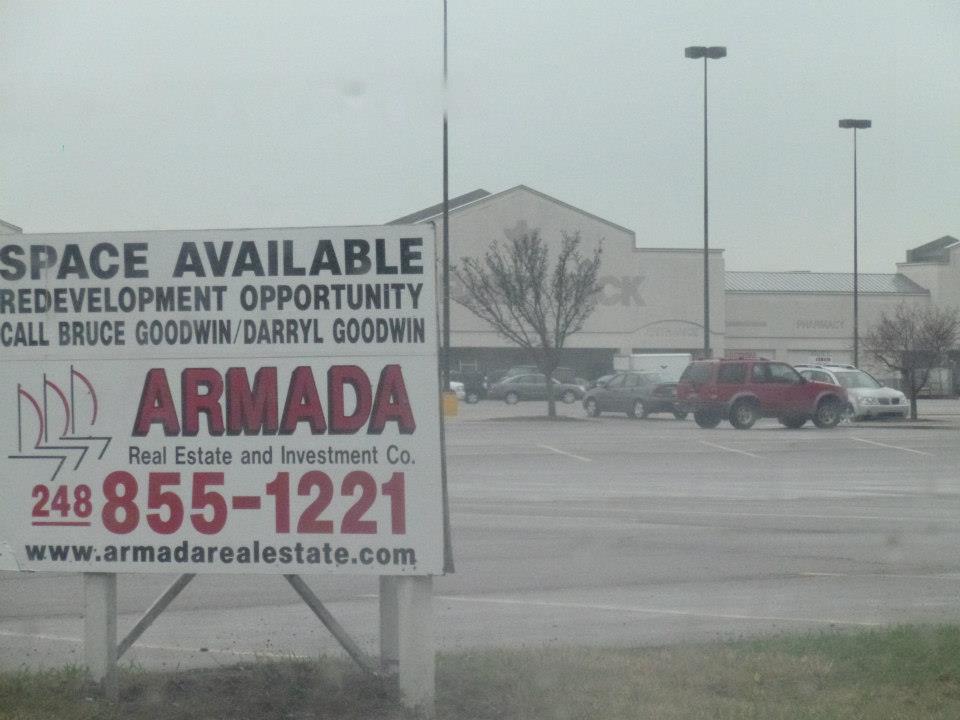 SPACE AVAILABLE
REDEVELOPMENT OPPORTUNITY
CALL BRUCE GOODWIN/DARRYL GOODWIN
ARMADA
Real Estate and Investment Co.
248 855-1221
www.armadarealestate.com
PHARMACY